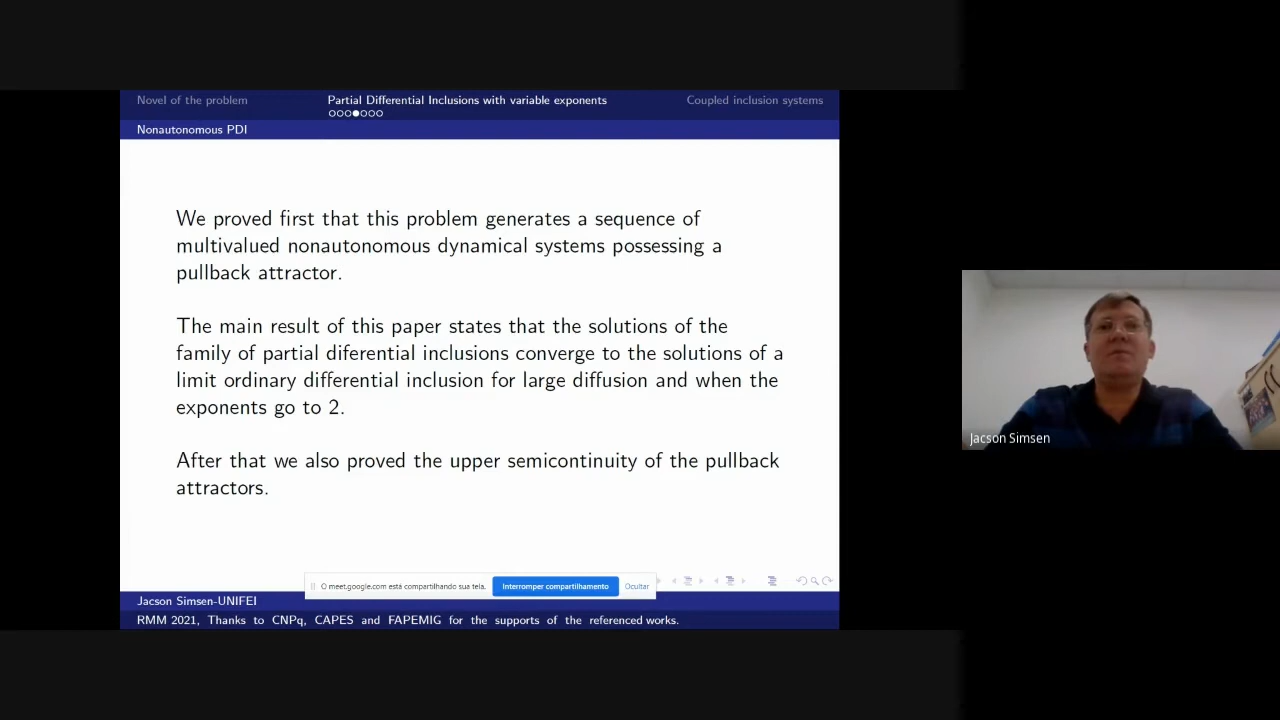 Novel of the problem
Partial Differential Inclusions with variable exponents
Coupled inclusion systems
Nonautonomous PDI
We proved first that this problem generates a sequence of
multivalued nonautonomous dynamical systems possessing a
pullback attractor.
The main result of this paper states that the solutions of the
family of partial diferential inclusions converge to the solutions of a
limit ordinary differential inclusion for large diffusion and when the
exponents go to 2.
After that we also proved the upper semicontinuity of the pullback
attractors.
O meet.google.com está compartilhando sua tela.
Interromper compartilhamento
Ocultar
Jacson Simsen-UNIFEI
RMM 2021, Thanks to CNPq, CAPES and FAPEMIG for the supports of the referenced works.
Jacson Simsen